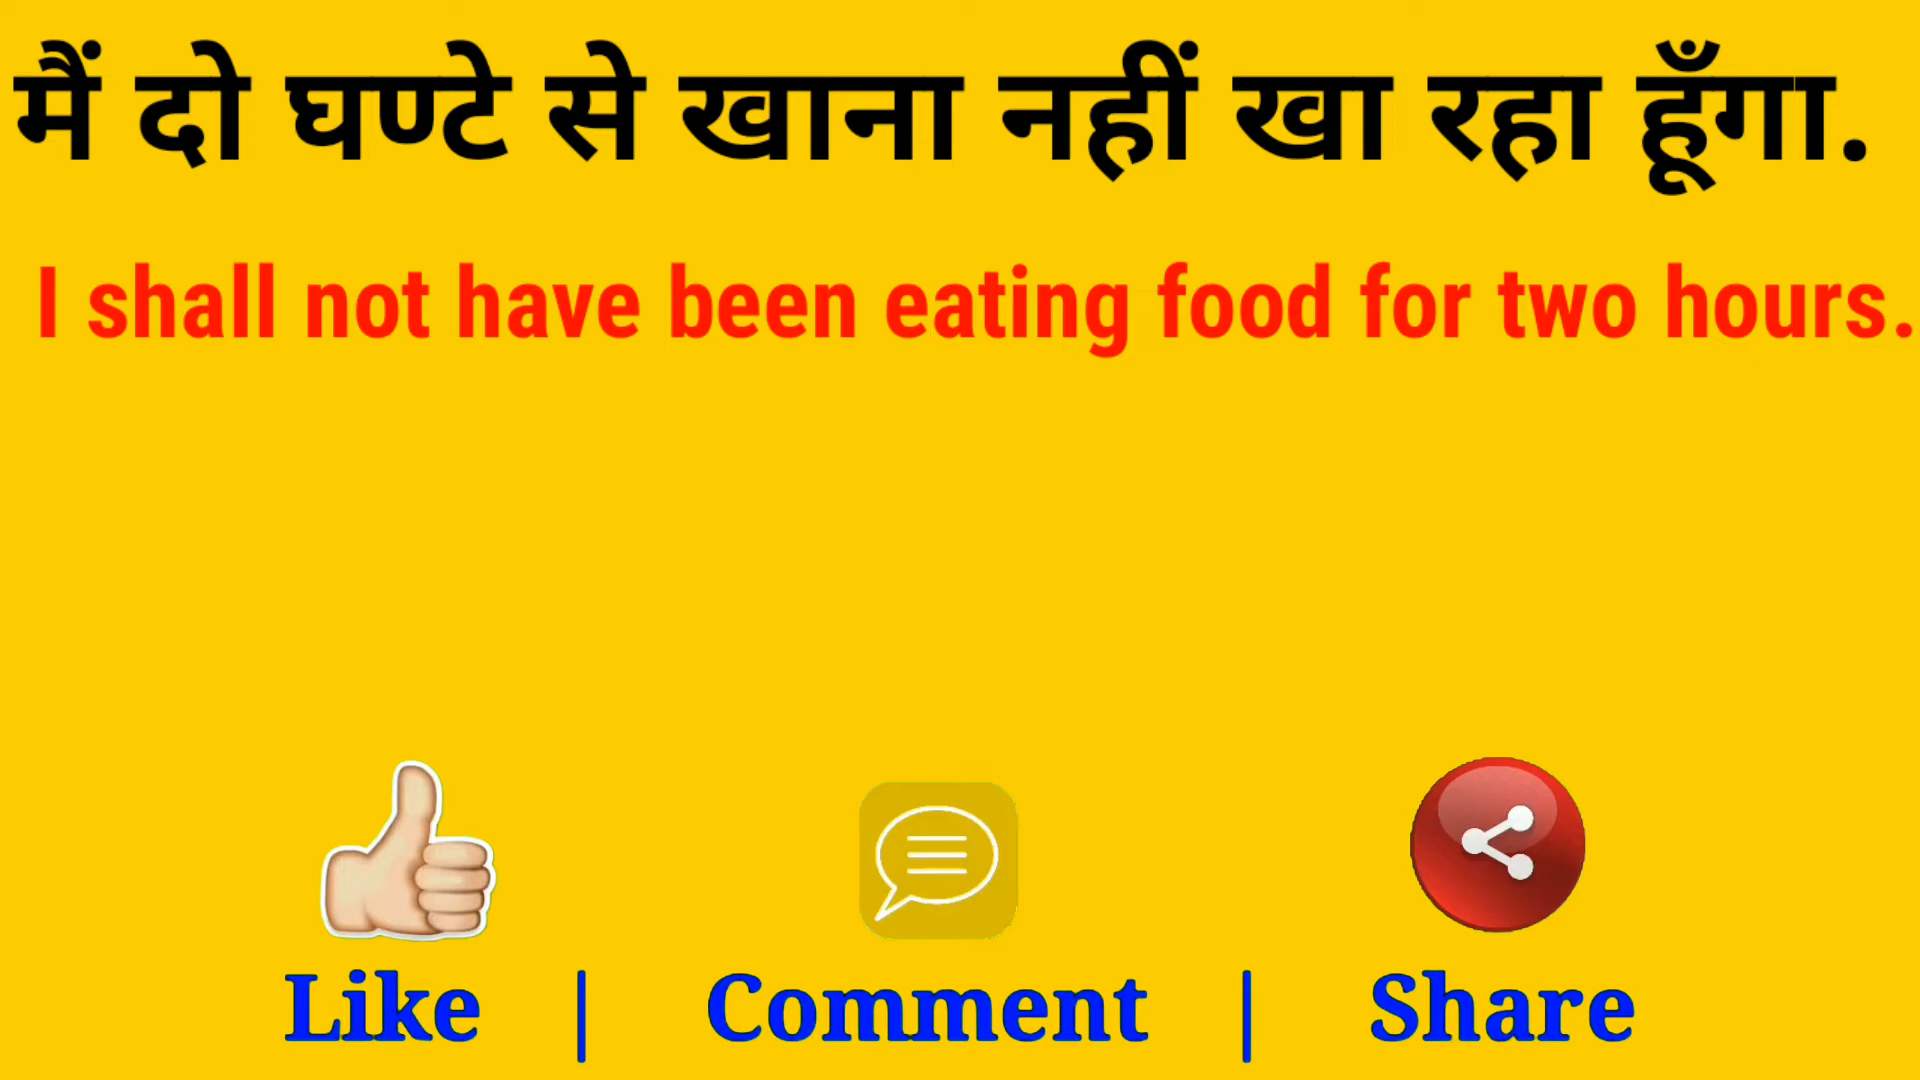 मैं दो घण्टे से खाना नहीं खा रहा हूँगा.
I shall not have been eating food for two hours.
Like | Comment | Share